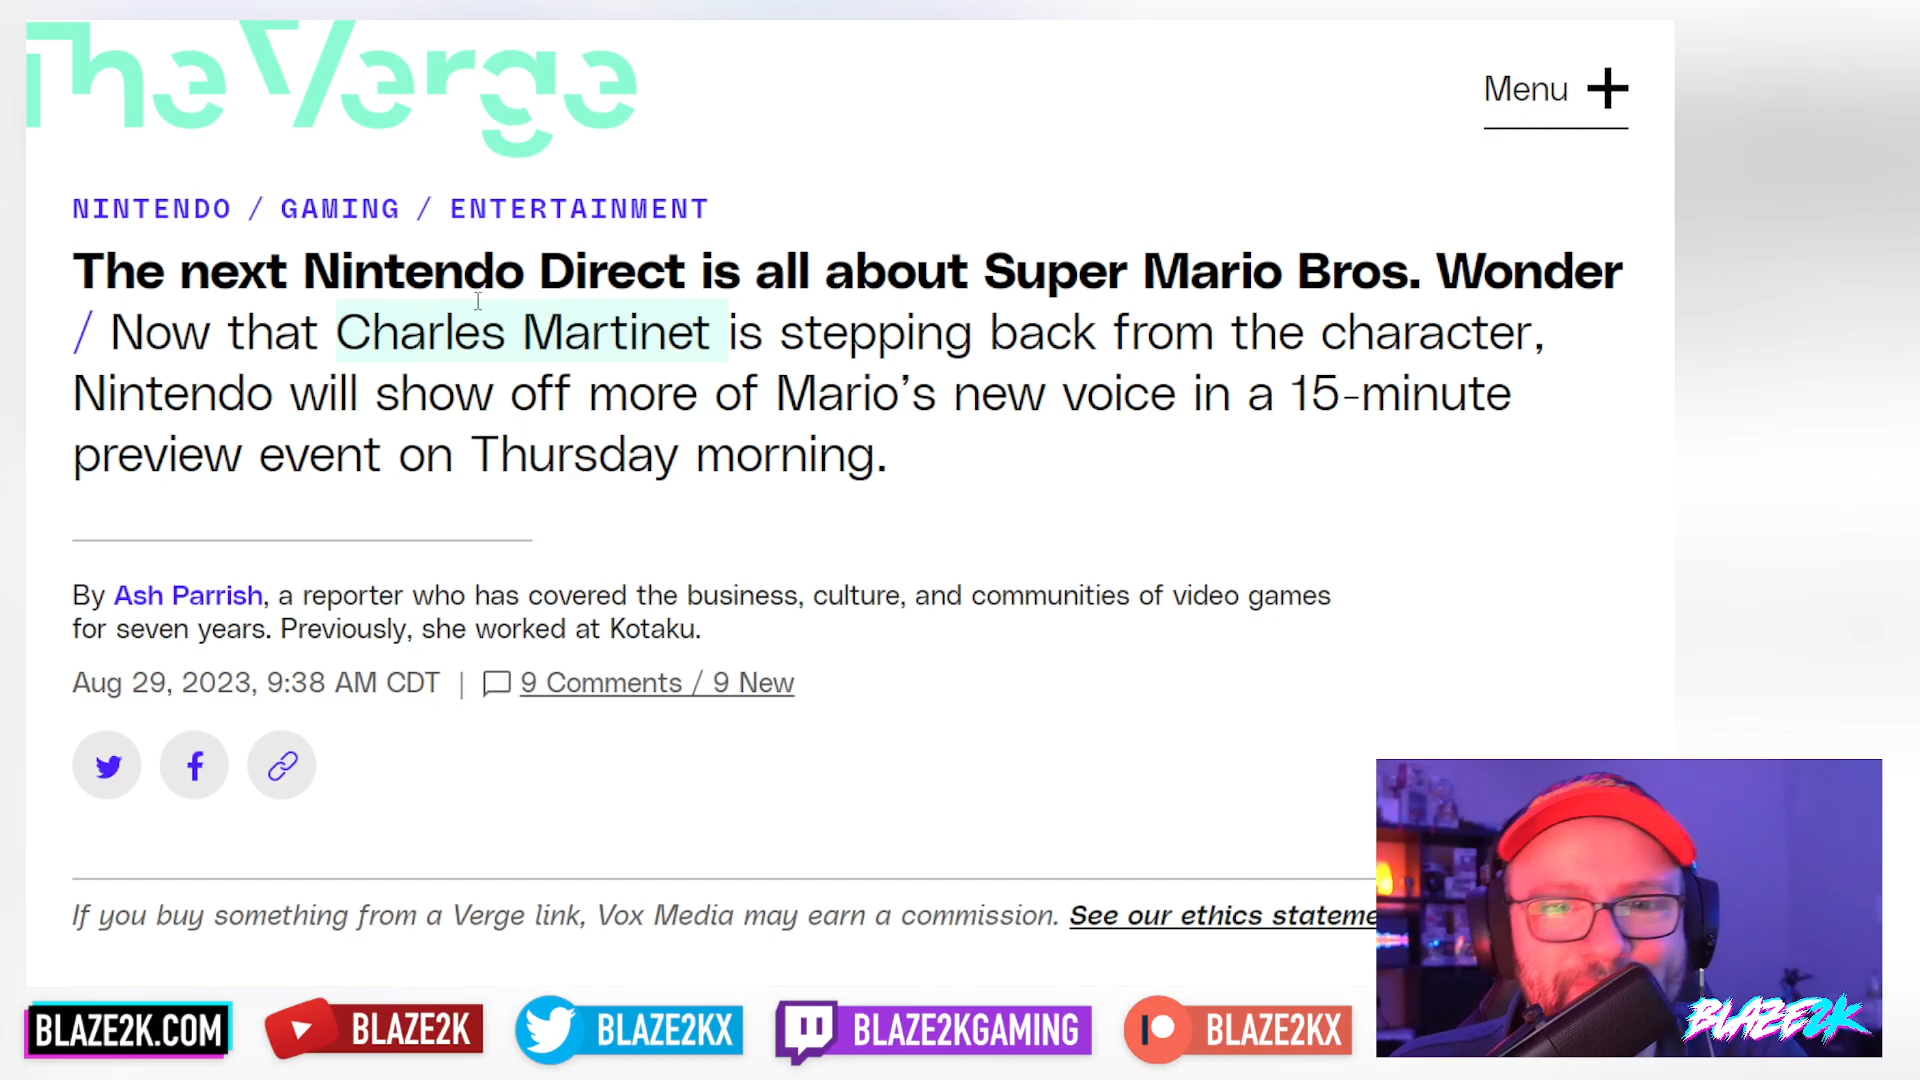 The Verge
Menu
NINTENDO / GAMING / ENTERTAINMENT
The next Nintendo Direct is all about Super Mario Bros. Wonder
/ Now that Charles Martinet is stepping back from the character,
Nintendo will show off more of Mario’s new voice in a 15-minute
preview event on Thursday morning.
By Ash Parrish, a reporter who has covered the business, culture, and communities of video games
for seven years. Previously, she worked at Kotaku.
Aug 29, 2023, 9:38 AM CDT | 9 Comments / 9 New
If you buy something from a Verge link, Vox Media may earn a commission. See our ethics stateme
BLAZE2K
BLAZE2K.COM BLAZE2K BLAZE2KX BLAZE2KGAMING BLAZE2KX